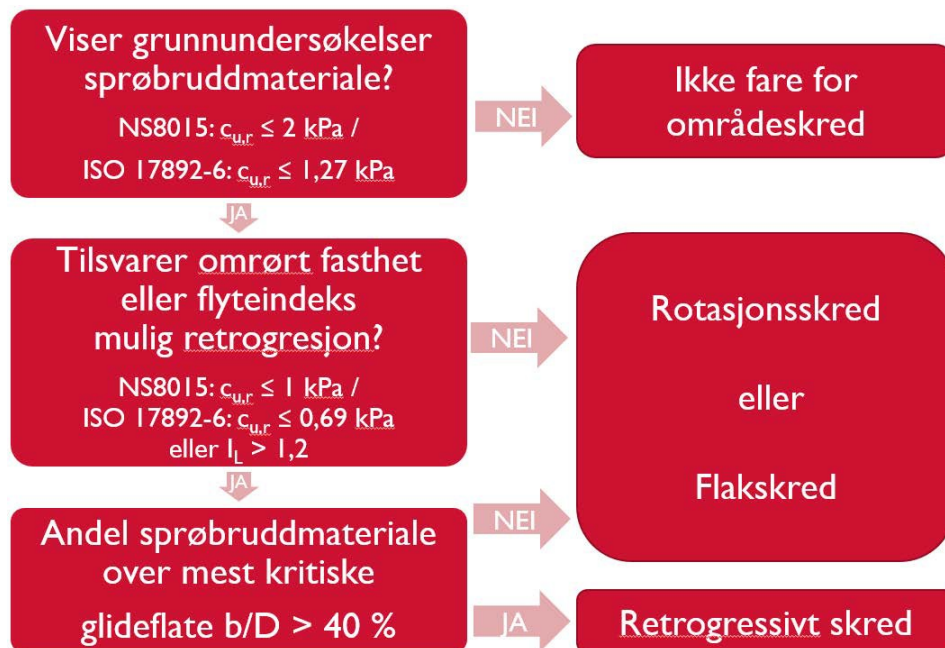 Viser grunnundersøkelser
sprøbruddmateriale?
NS8015: cu,r ≤ 2 kPa /
ISO 17892-6: cu,r ≤ 1,27 kPa
NEI
Ikke fare for
områdeskred
JA
Tilsvarer omrørt fasthet
eller flyteindeks
mulig retrogresjon?
NS8015: cu,r ≤ 1 kPa /
ISO 17892-6: cu,r ≤ 0,69 kPa
eller IL > 1,2
NEI
Rotasjonsskred
eller
Flakskred
JA
Andel sprøbruddmateriale
over mest kritiske
glideflate b/D > 40 %
NEI
JA
Retrogressivt skred